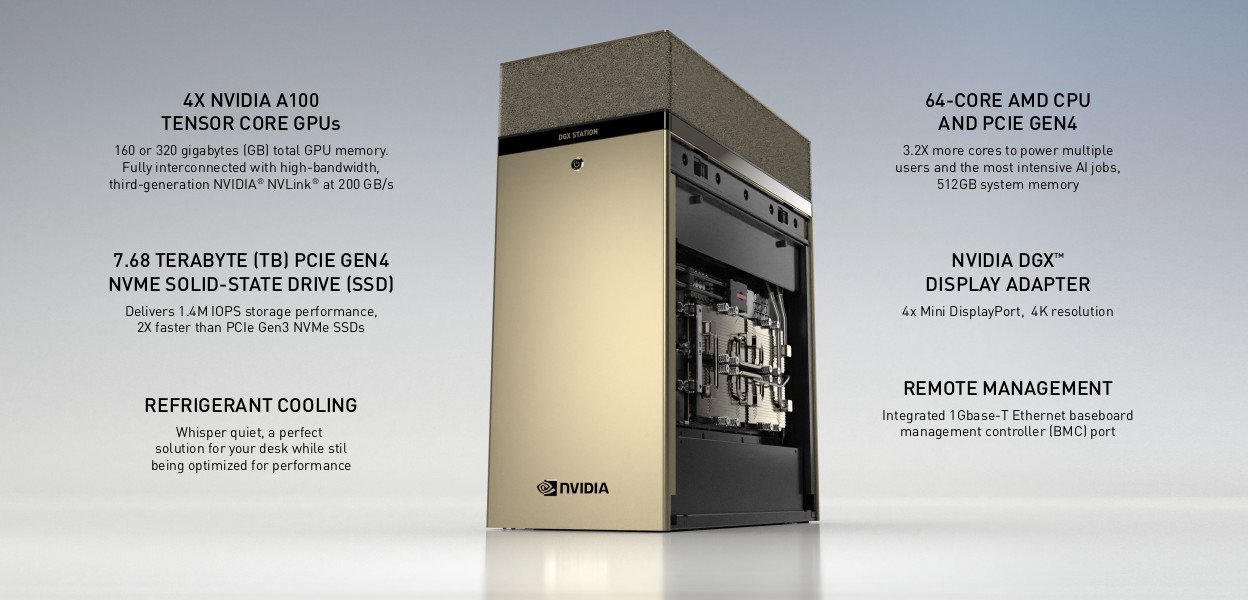 4X NVIDIA A100
TENSOR CORE GPUs
160 or 320 gigabytes (GB) total GPU memory.
Fully interconnected with high-bandwidth,
third-generation NVIDIA® NVLink® at 200 GB/s
7.68 TERABYTE (TB) PCIE GEN4
NVME SOLID-STATE DRIVE (SSD)
Delivers 1.4M IOPS storage performance,
2X faster than PCIe Gen3 NVMe SSDs
REFRIGERANT COOLING
Whisper quiet, a perfect
solution for your desk while stil
being optimized for performance
DGX STATION
NVIDIA
64-CORE AMD CPU
AND PCIE GEN4
3.2X more cores to power multiple
users and the most intensive AI jobs,
512GB system memory
NVIDIA DGX™
DISPLAY ADAPTER
4x Mini DisplayPort, 4K resolution
REMOTE MANAGEMENT
Integrated 1Gbase-T Ethernet baseboard
management controller (BMC) port